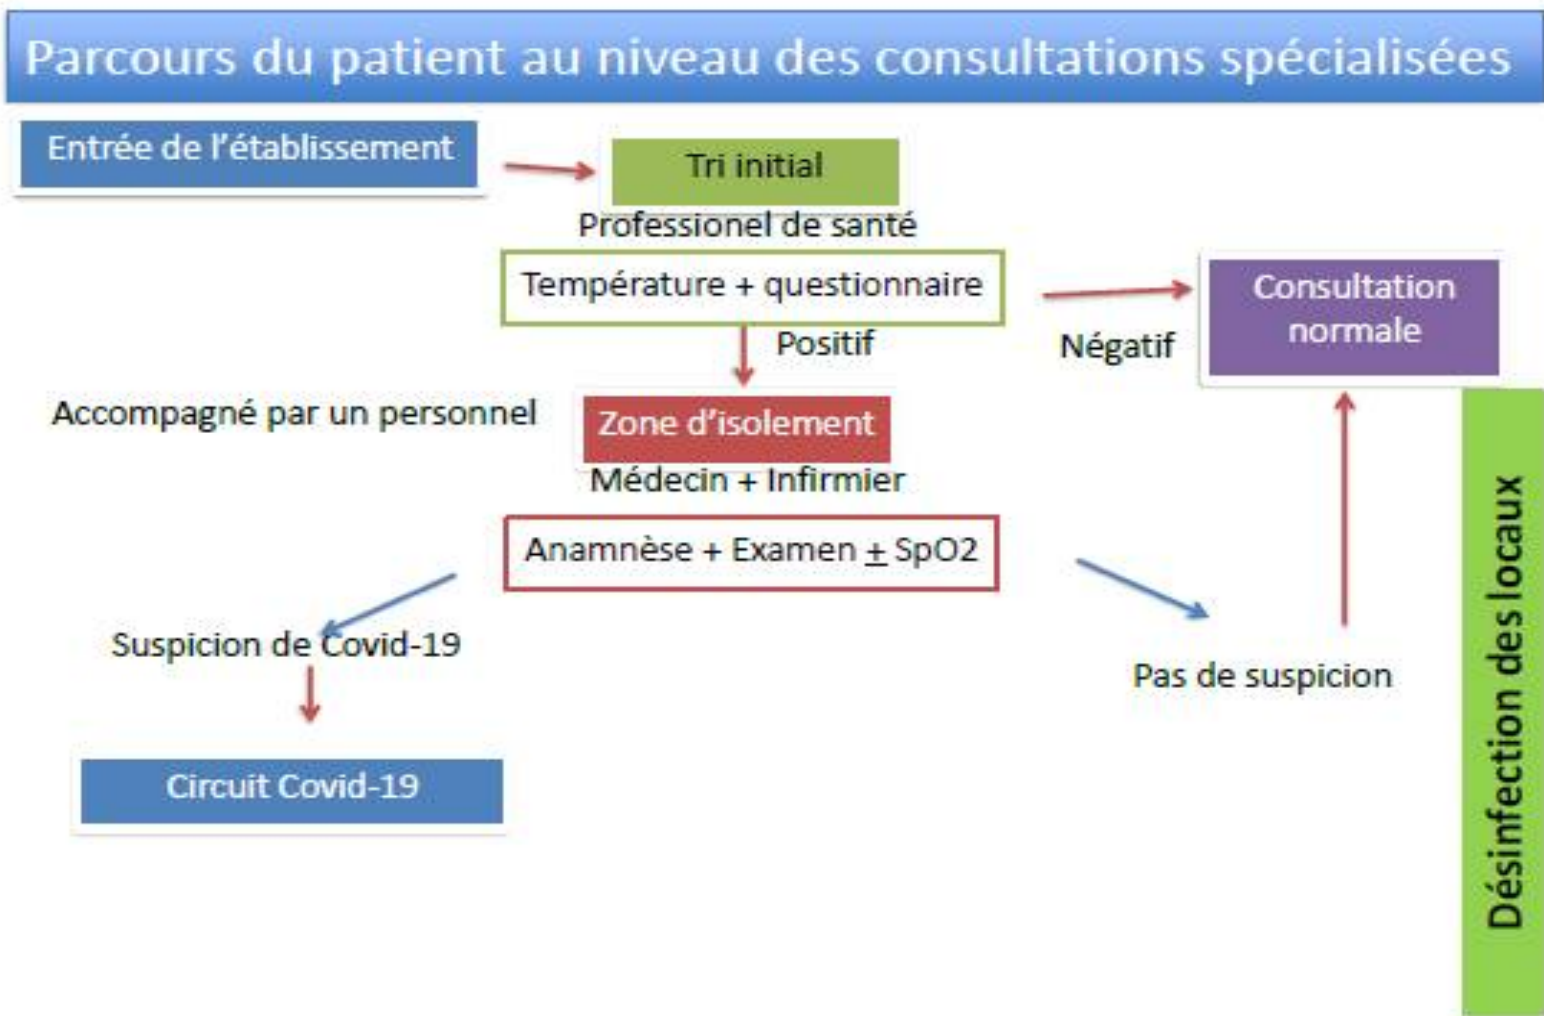 Parcours du patient au niveau des consultations spécialisées
Entrée de l'établissement
Tri initial
Professionel de santé
Température + questionnaire
Consultation
normale
Positif
Négatif
Accompagné par un personnel
Zone d'isolement
Médecin + Infirmier
Anamnèse + Examen ± SpO2
Suspicion de Covid-19
Pas de suspicion
Circuit Covid-19
Désinfection des locaux